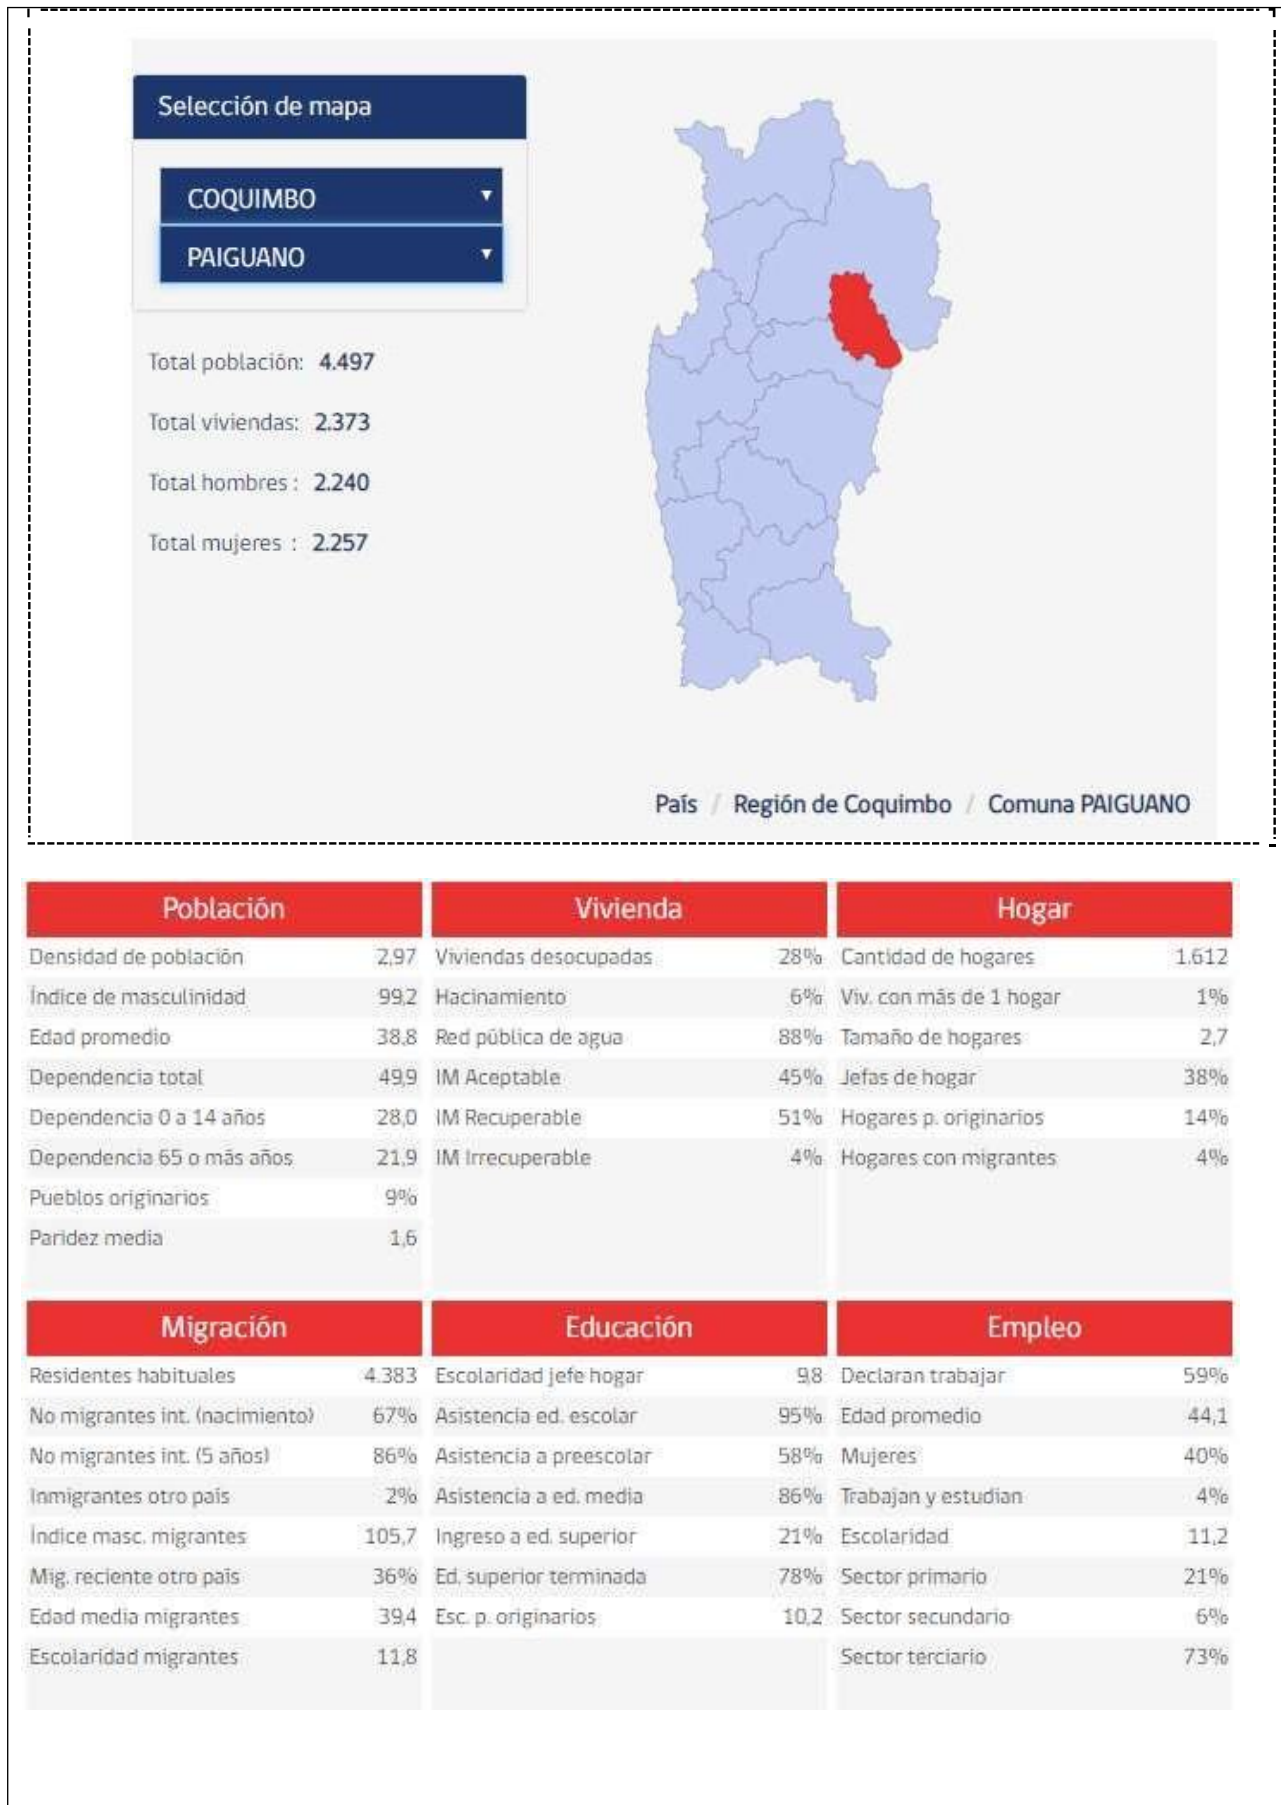 Selección de mapa
COQUIMBO
PAIGUANO
Total población: 4.497
Total viviendas: 2.373
Total hombres : 2.240
Total mujeres : 2.257
País / Región de Coquimbo / Comuna PAIGUANO
Población
Densidad de población 2,97
Índice de masculinidad 99,2
Edad promedio 38,8
Dependencia total 49,9
Dependencia 0 a 14 años 28,0
Dependencia 65 o más años 21,9
Pueblos originarios 9%
Paridez media 1,6
Vivienda
Viviendas desocupadas 28%
Hacinamiento 6%
Red pública de agua 88%
IM Aceptable 45%
IM Recuperable 51%
IM Irrecuperable 4%
Hogar
Cantidad de hogares 1.612
Viv. con más de 1 hogar 1%
Tamaño de hogares 2,7
Jefas de hogar 38%
Hogares p. originarios 14%
Hogares con migrantes 4%
Migración
Residentes habituales 4.383
No migrantes int. (nacimiento) 67%
No migrantes int. (5 años) 86%
Inmigrantes otro país 2%
Índice masc. migrantes 105,7
Mig. reciente otro país 36%
Edad media migrantes 39,4
Escolaridad migrantes 11,8
Educación
Escolaridad jefe hogar 9,8
Asistencia ed. escolar 95%
Asistencia a preescolar 58%
Asistencia a ed. media 86%
Ingreso a ed. superior 21%
Ed. superior terminada 78%
Esc. p. originarios 10,2
Empleo
Declaran trabajar 59%
Edad promedio 44,1
Mujeres 40%
Trabajan y estudian 4%
Escolaridad 11,2
Sector primario 21%
Sector secundario 6%
Sector terciario 73%